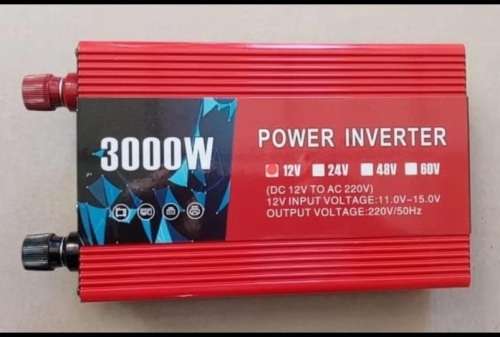 3000W
POWER INVERTER
12V 24V 48V 60V
(DC 12V TO AC 220V)
12V INPUT VOLTAGE:11.0V-15.0V
OUTPUT VOLTAGE:220V/50Hz